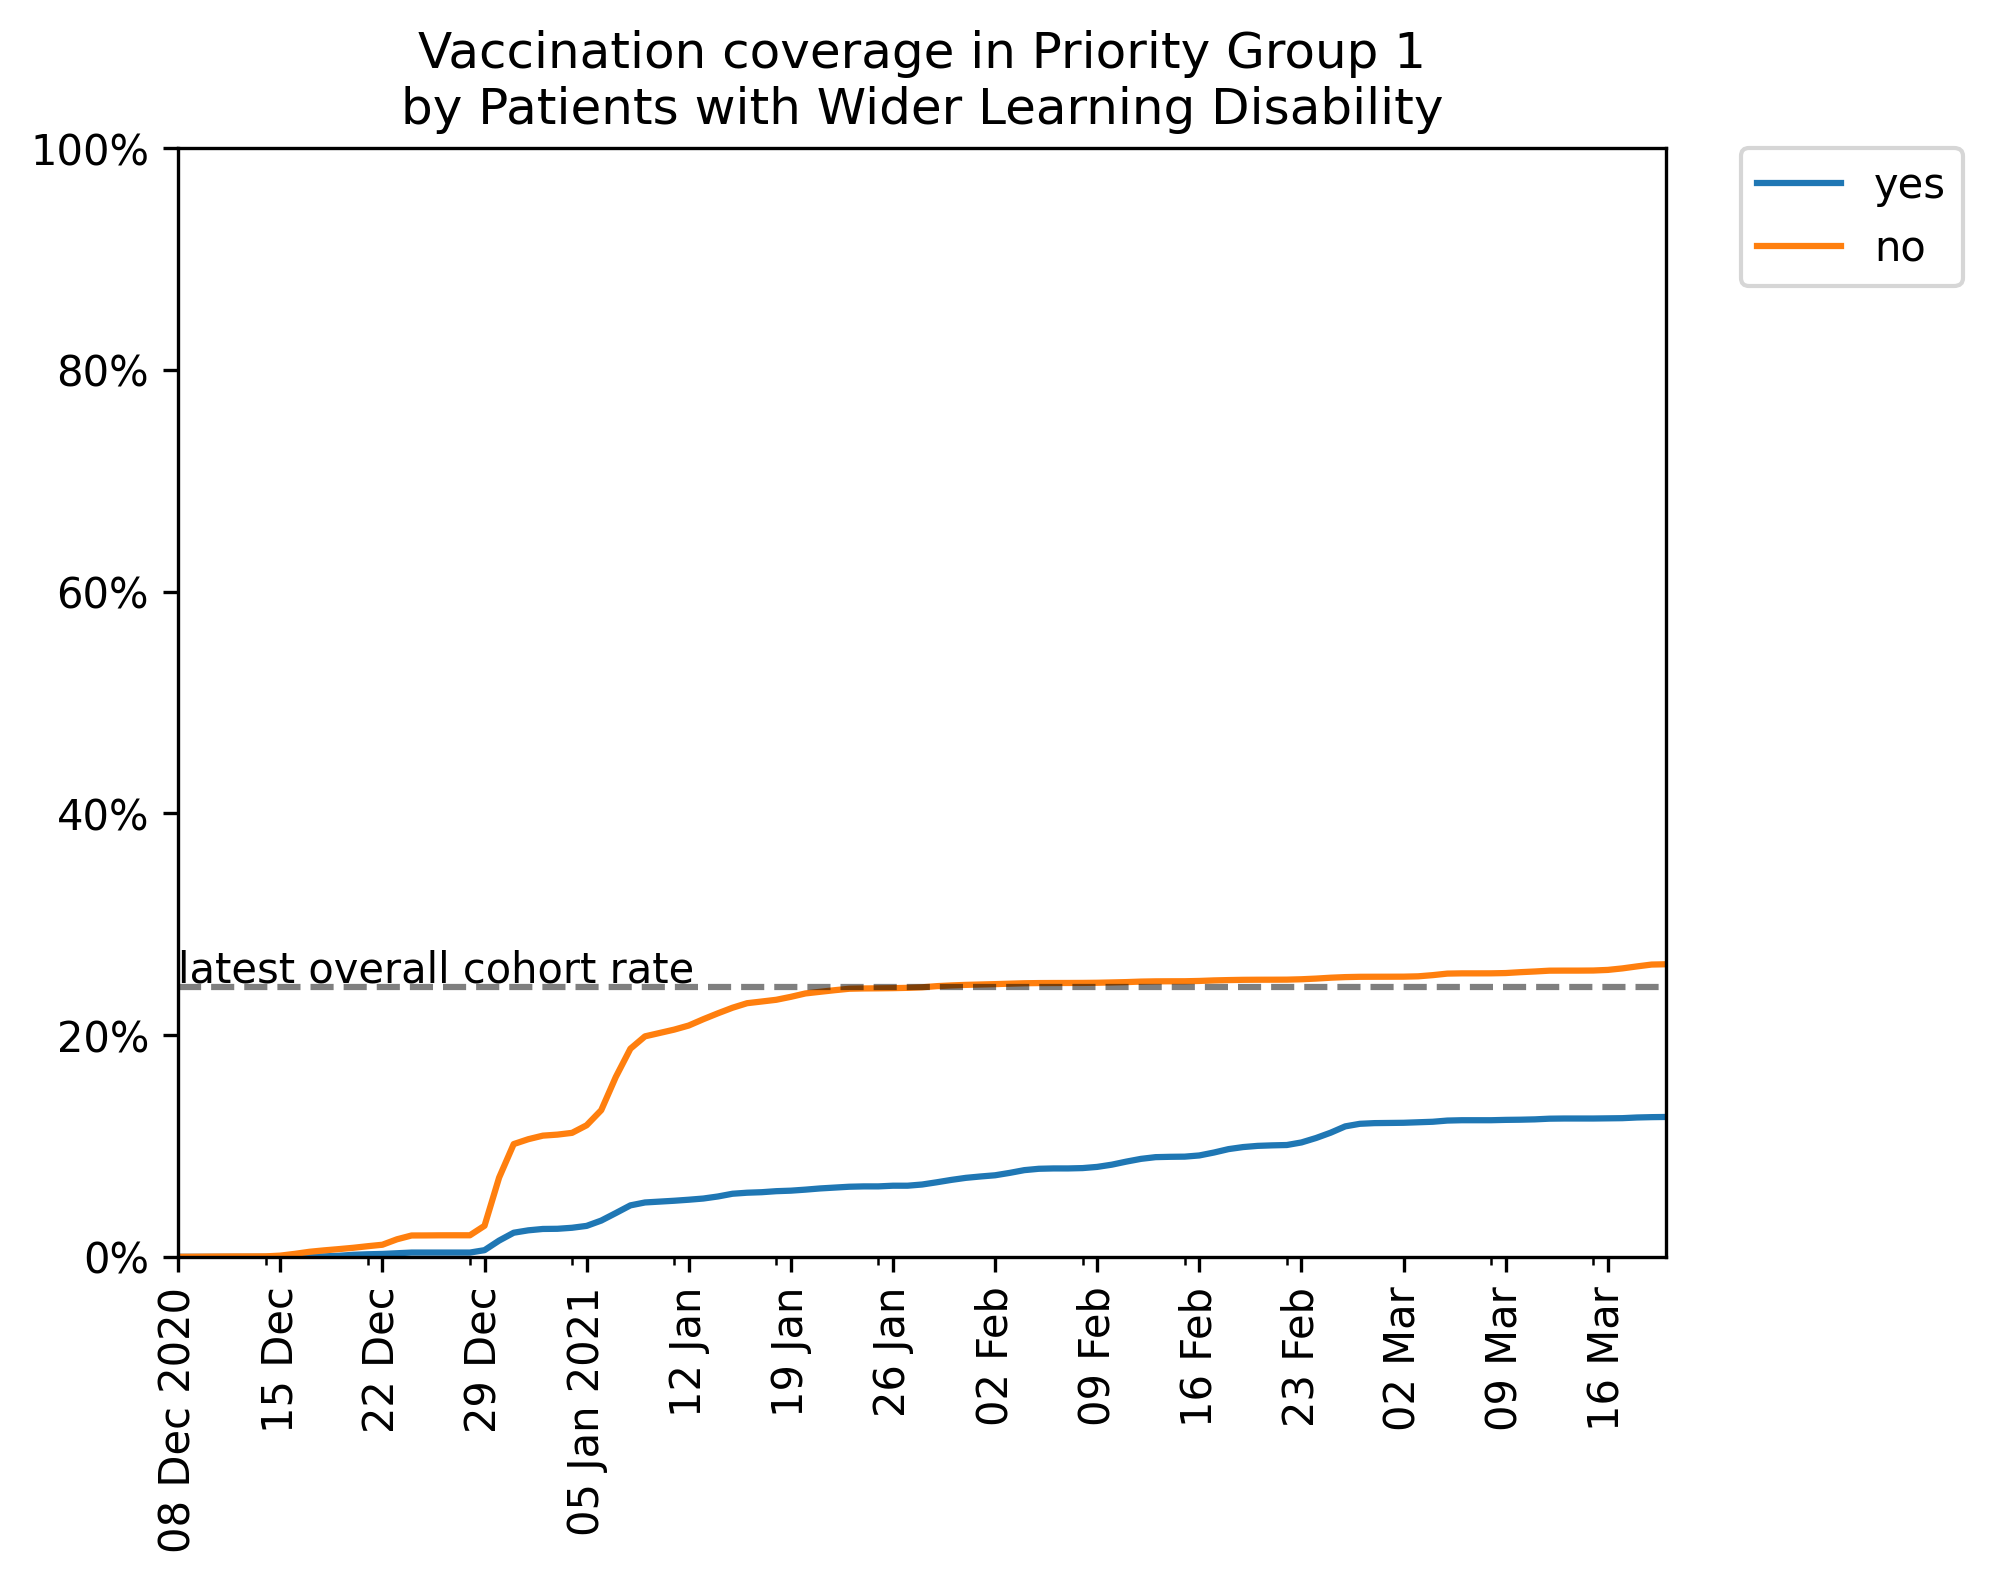 Vaccination coverage in Priority Group 1
by Patients with Wider Learning Disability
100%
80%
60%
40%
20%
0%
latest overall cohort rate
yes
no
08 Dec 2020
15 Dec
22 Dec
29 Dec
05 Jan 2021
12 Jan
19 Jan
26 Jan
02 Feb
09 Feb
16 Feb
23 Feb
02 Mar
09 Mar
16 Mar